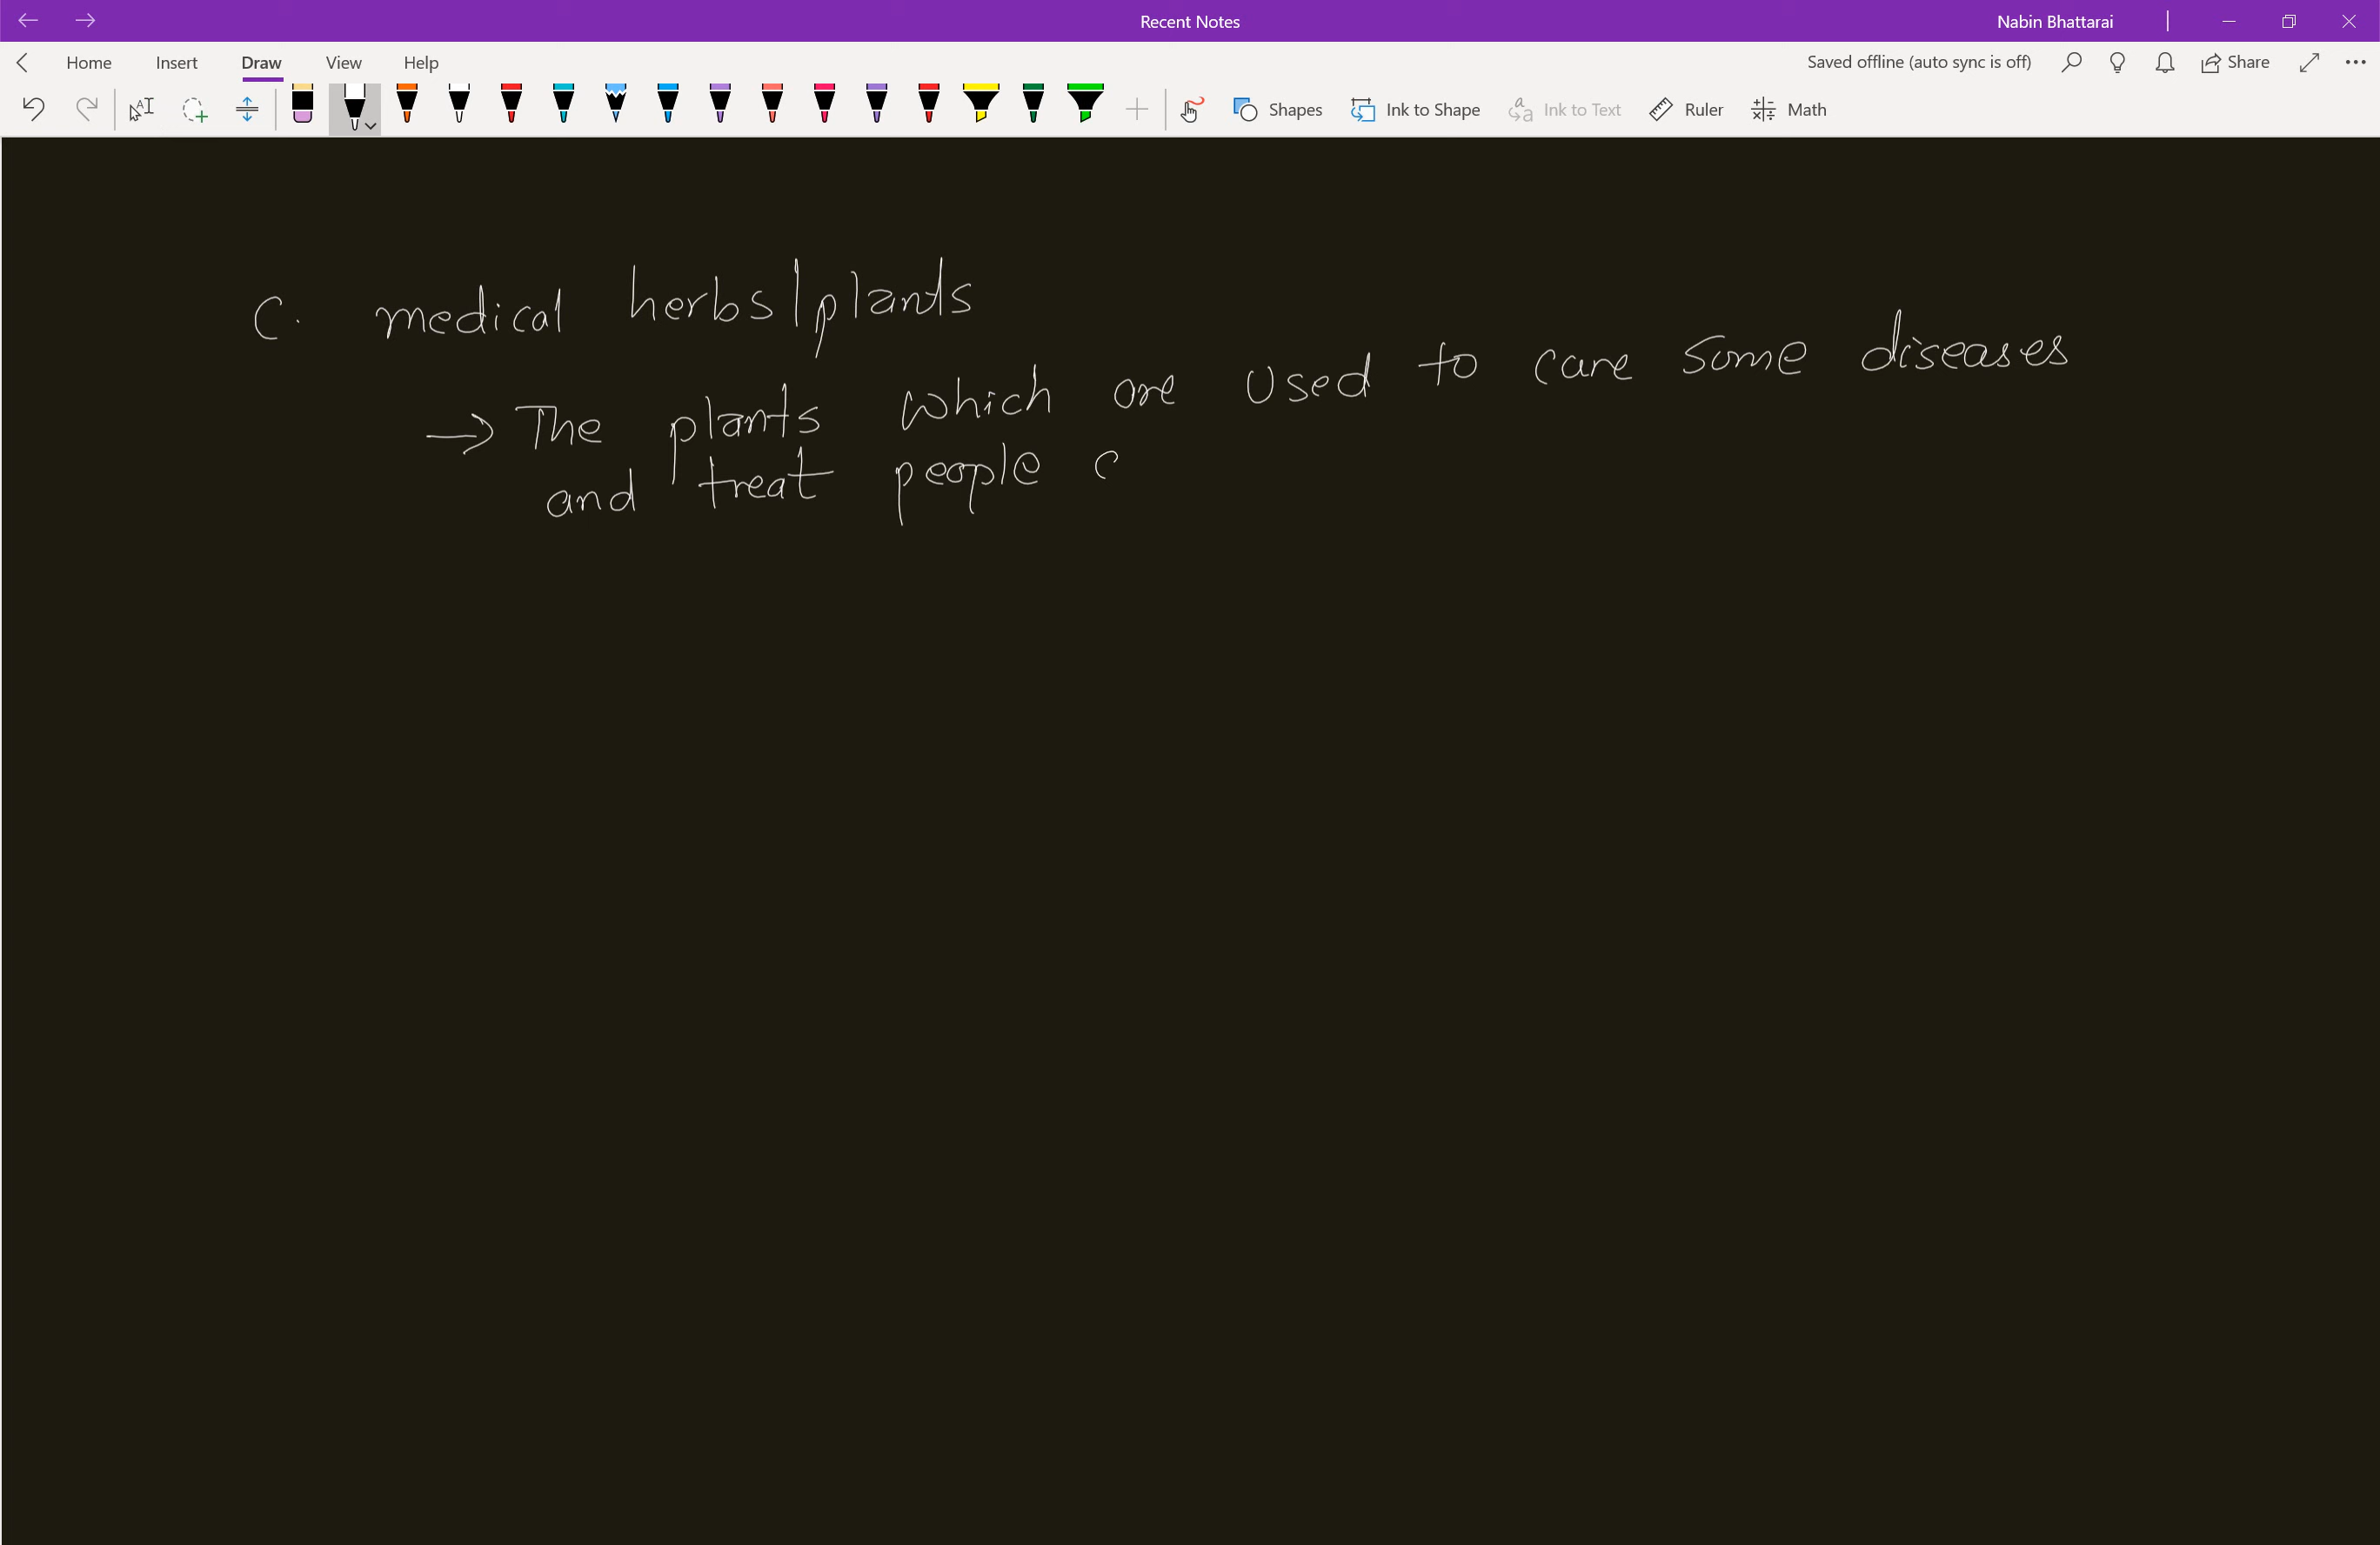 Recent Notes
Nabin Bhattarai
Home Insert Draw View Help
Saved offline (auto sync is off) Share
Shapes Ink to Shape Ink to Text Ruler Math
C. medical herbs/plants
→ The plants which are used to care some diseases
and treat people c